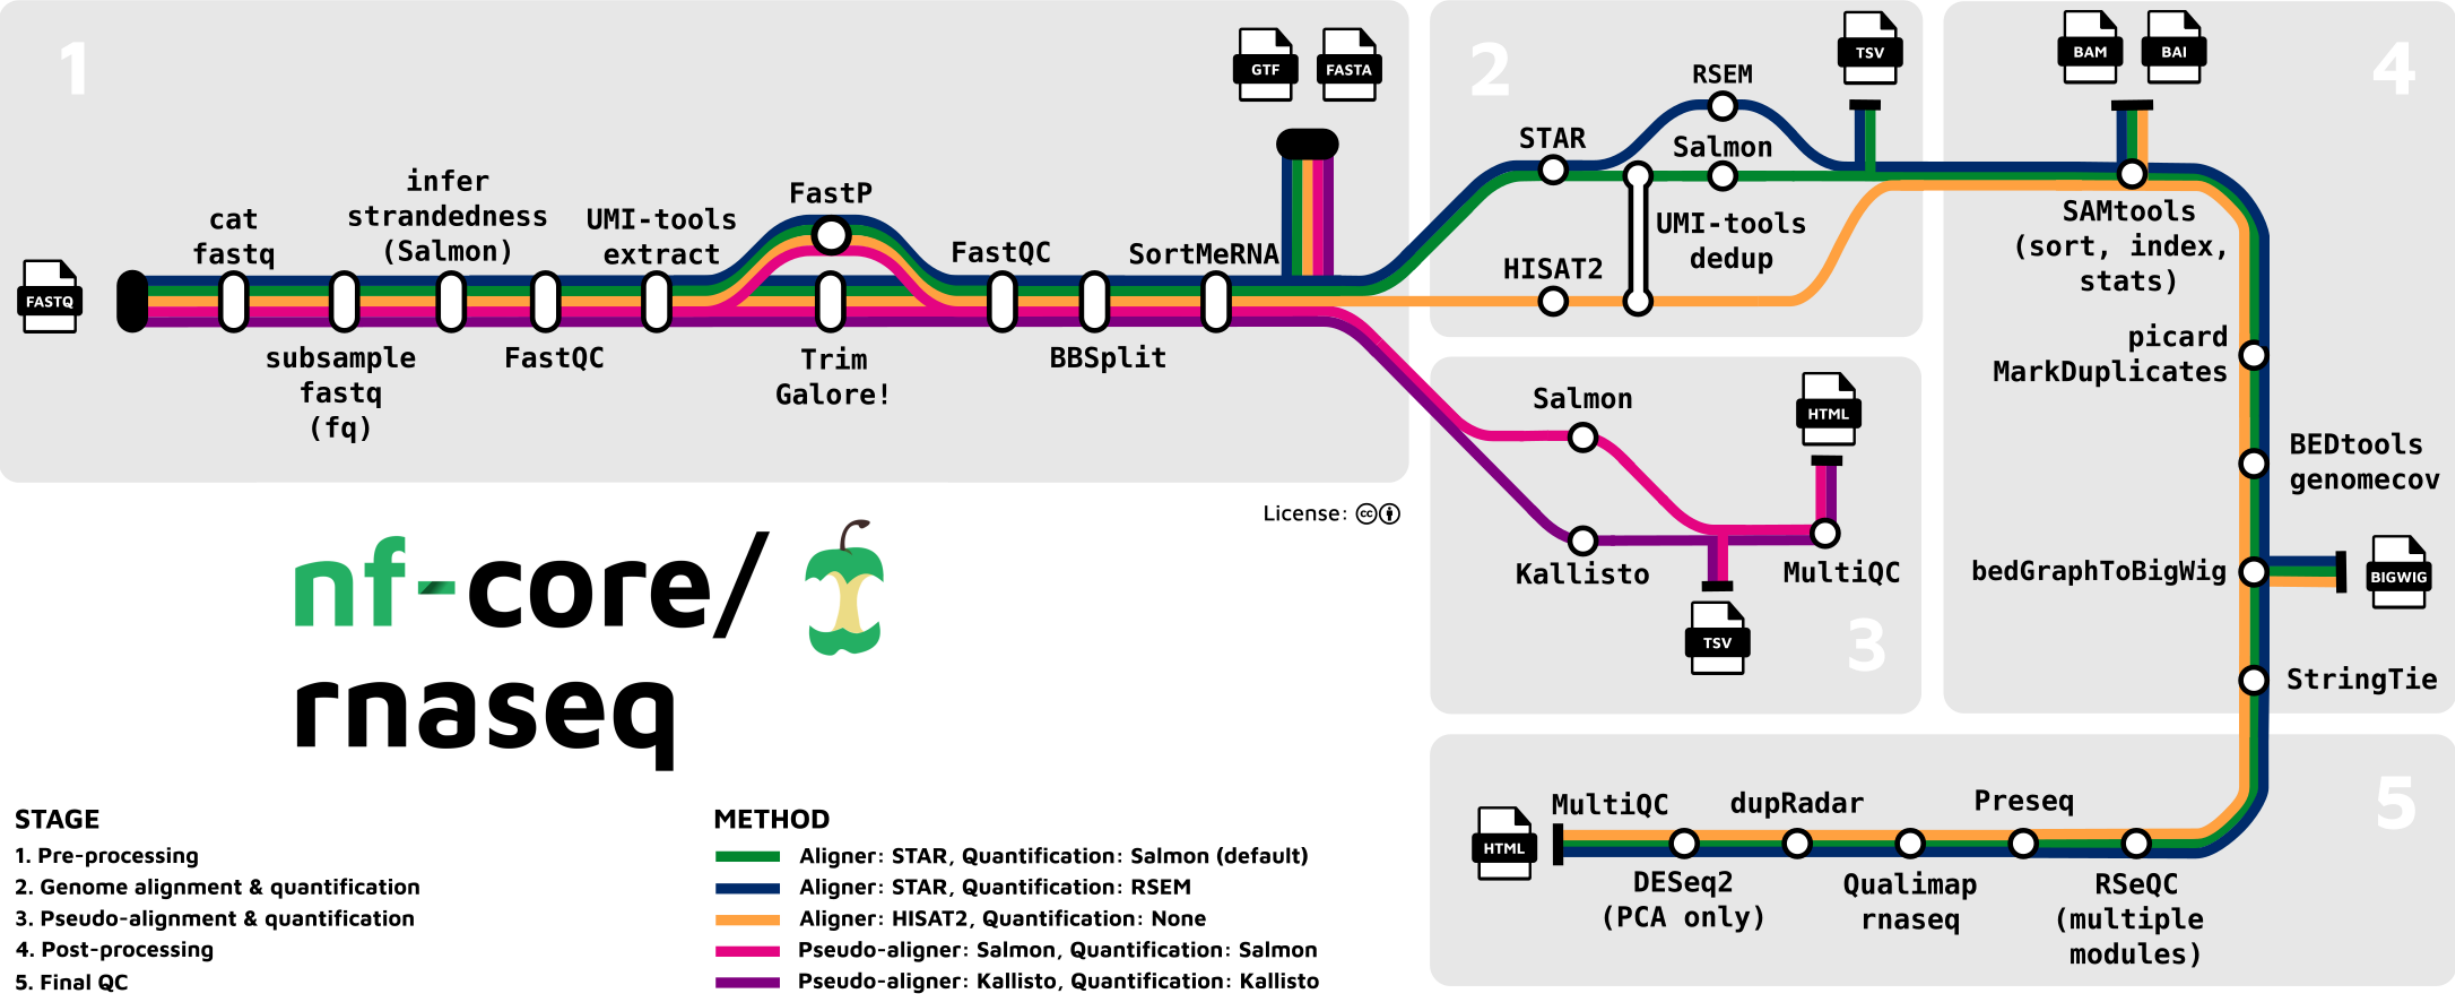 1
FASTQ
cat
fastq
subsample
fastq
(fq)
infer
strandedness
(Salmon)
FastQC
UMI-tools
extract
FastP
Trim
Galore!
FastQC
BBSplit
SortMeRNA
GTF
FASTA
2
STAR
RSEM
Salmon
HISAT2
UMI-tools
dedup
TSV
3
Salmon
Kallisto
TSV
MultiQC
HTML
4
BAM
BAI
SAMtools
(sort, index,
stats)
picard
MarkDuplicates
BEDtools
genomecov
bedGraphToBigWig
BIGWIG
StringTie
5
RSeQC
(multiple
modules)
Preseq
Qualimap
rnaseq
dupRadar
DESeq2
(PCA only)
MultiQC
HTML
License: cc
nf-core/
rnaseq
STAGE
1. Pre-processing
2. Genome alignment & quantification
3. Pseudo-alignment & quantification
4. Post-processing
5. Final QC
METHOD
Aligner: STAR, Quantification: Salmon (default)
Aligner: STAR, Quantification: RSEM
Aligner: HISAT2, Quantification: None
Pseudo-aligner: Salmon, Quantification: Salmon
Pseudo-aligner: Kallisto, Quantification: Kallisto